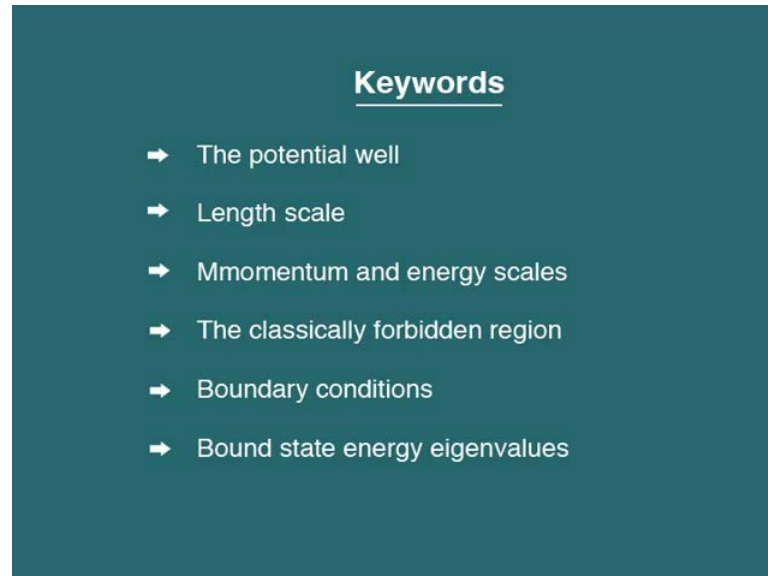 Keywords
The potential well
Length scale
Mmomentum and energy scales
The classically forbidden region
Boundary conditions
Bound state energy eigenvalues